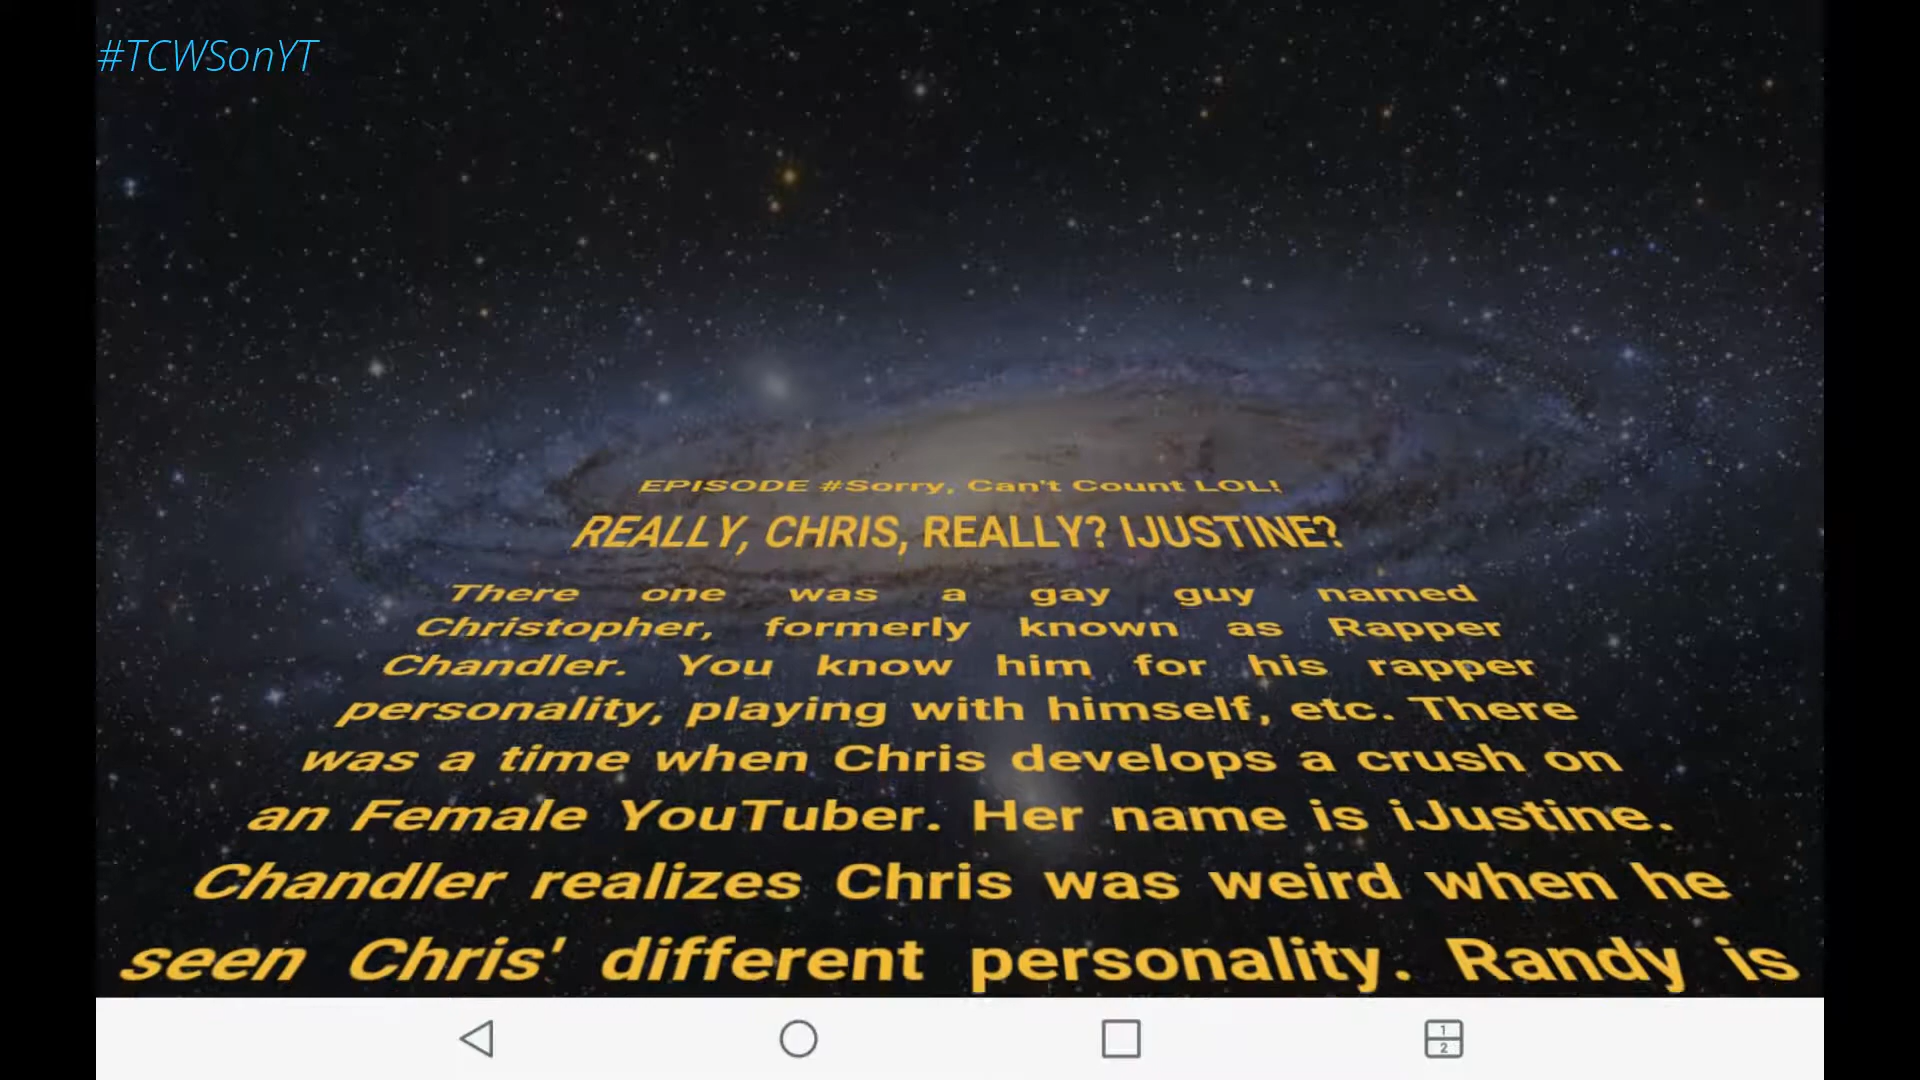 #TCWSonYT
EPISODE #Sorry, Can't Count LOL!
REALLY, CHRIS, REALLY? IJUSTINE?
There one was a gay guy named
Christopher, formerly known as Rapper
Chandler. You know him for his rapper
personality, playing with himself, etc. There
was a time when Chris develops a crush on
an Female YouTuber. Her name is iJustine.
Chandler realizes Chris was weird when he
seen Chris' different personality. Randy is
1
2